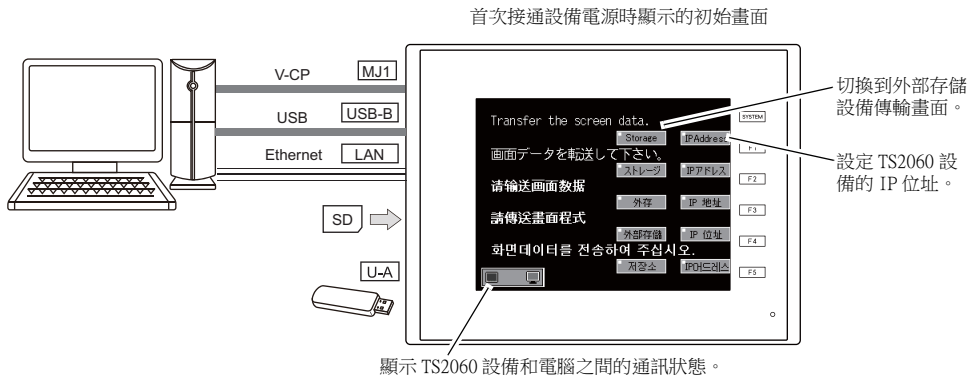 首次接通設備電源時顯示的初始畫面
V-CP
MJ1
USB
USB-B
Ethernet
LAN
SD
U-A
Transfer the screen data.
Storage
IPAddress
画面データを転送して下さい。
ストレージ
IPアドレス
请输送画面数据
外存
IP 地址
請傳送畫面程式
外部存儲
IP 位址
화면데이터를 전송하여 주십시오.
저장소
IP어드레스
SYSTEM
F1
F2
F3
F4
F5
切換到外部存儲
設備傳輸畫面。
設定 TS2060 設
備的 IP 位址。
顯示 TS2060 設備和電腦之間的通訊狀態。